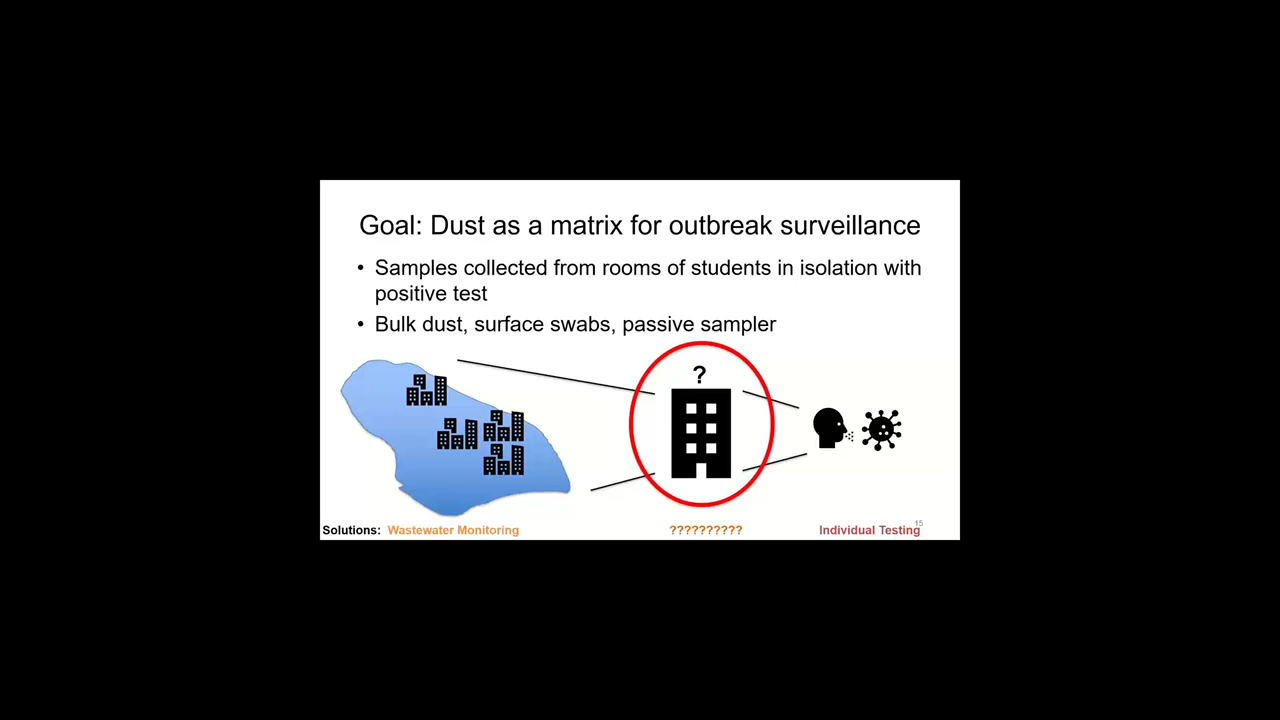 Goal: Dust as a matrix for outbreak surveillance
• Samples collected from rooms of students in isolation with
positive test
• Bulk dust, surface swabs, passive sampler
?
15
Solutions: Wastewater Monitoring ?????????? Individual Testing